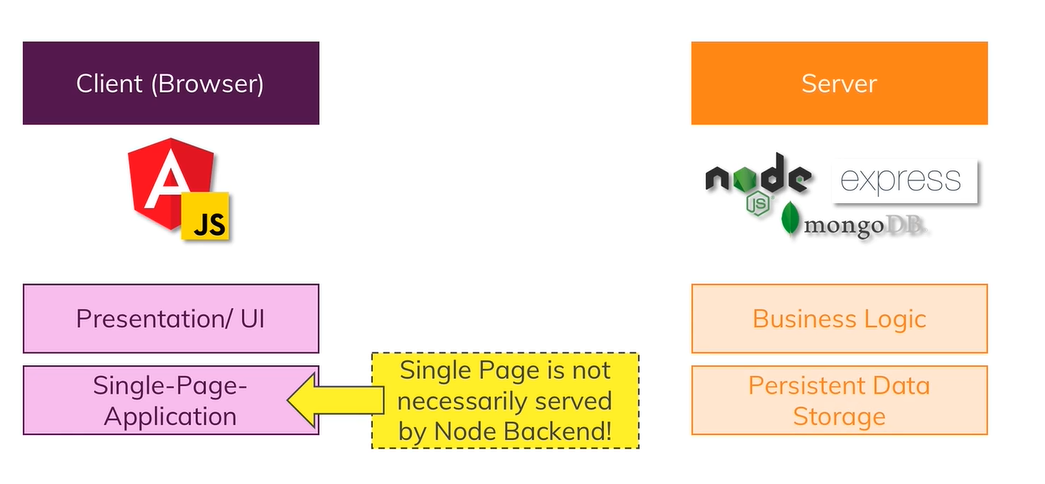 Client (Browser)
Server
A
JS
node
JS
express
mongoDB
Presentation/ UI
Business Logic
Single-Page-
Application
Single Page is not
necessarily served
by Node Backend!
Persistent Data
Storage